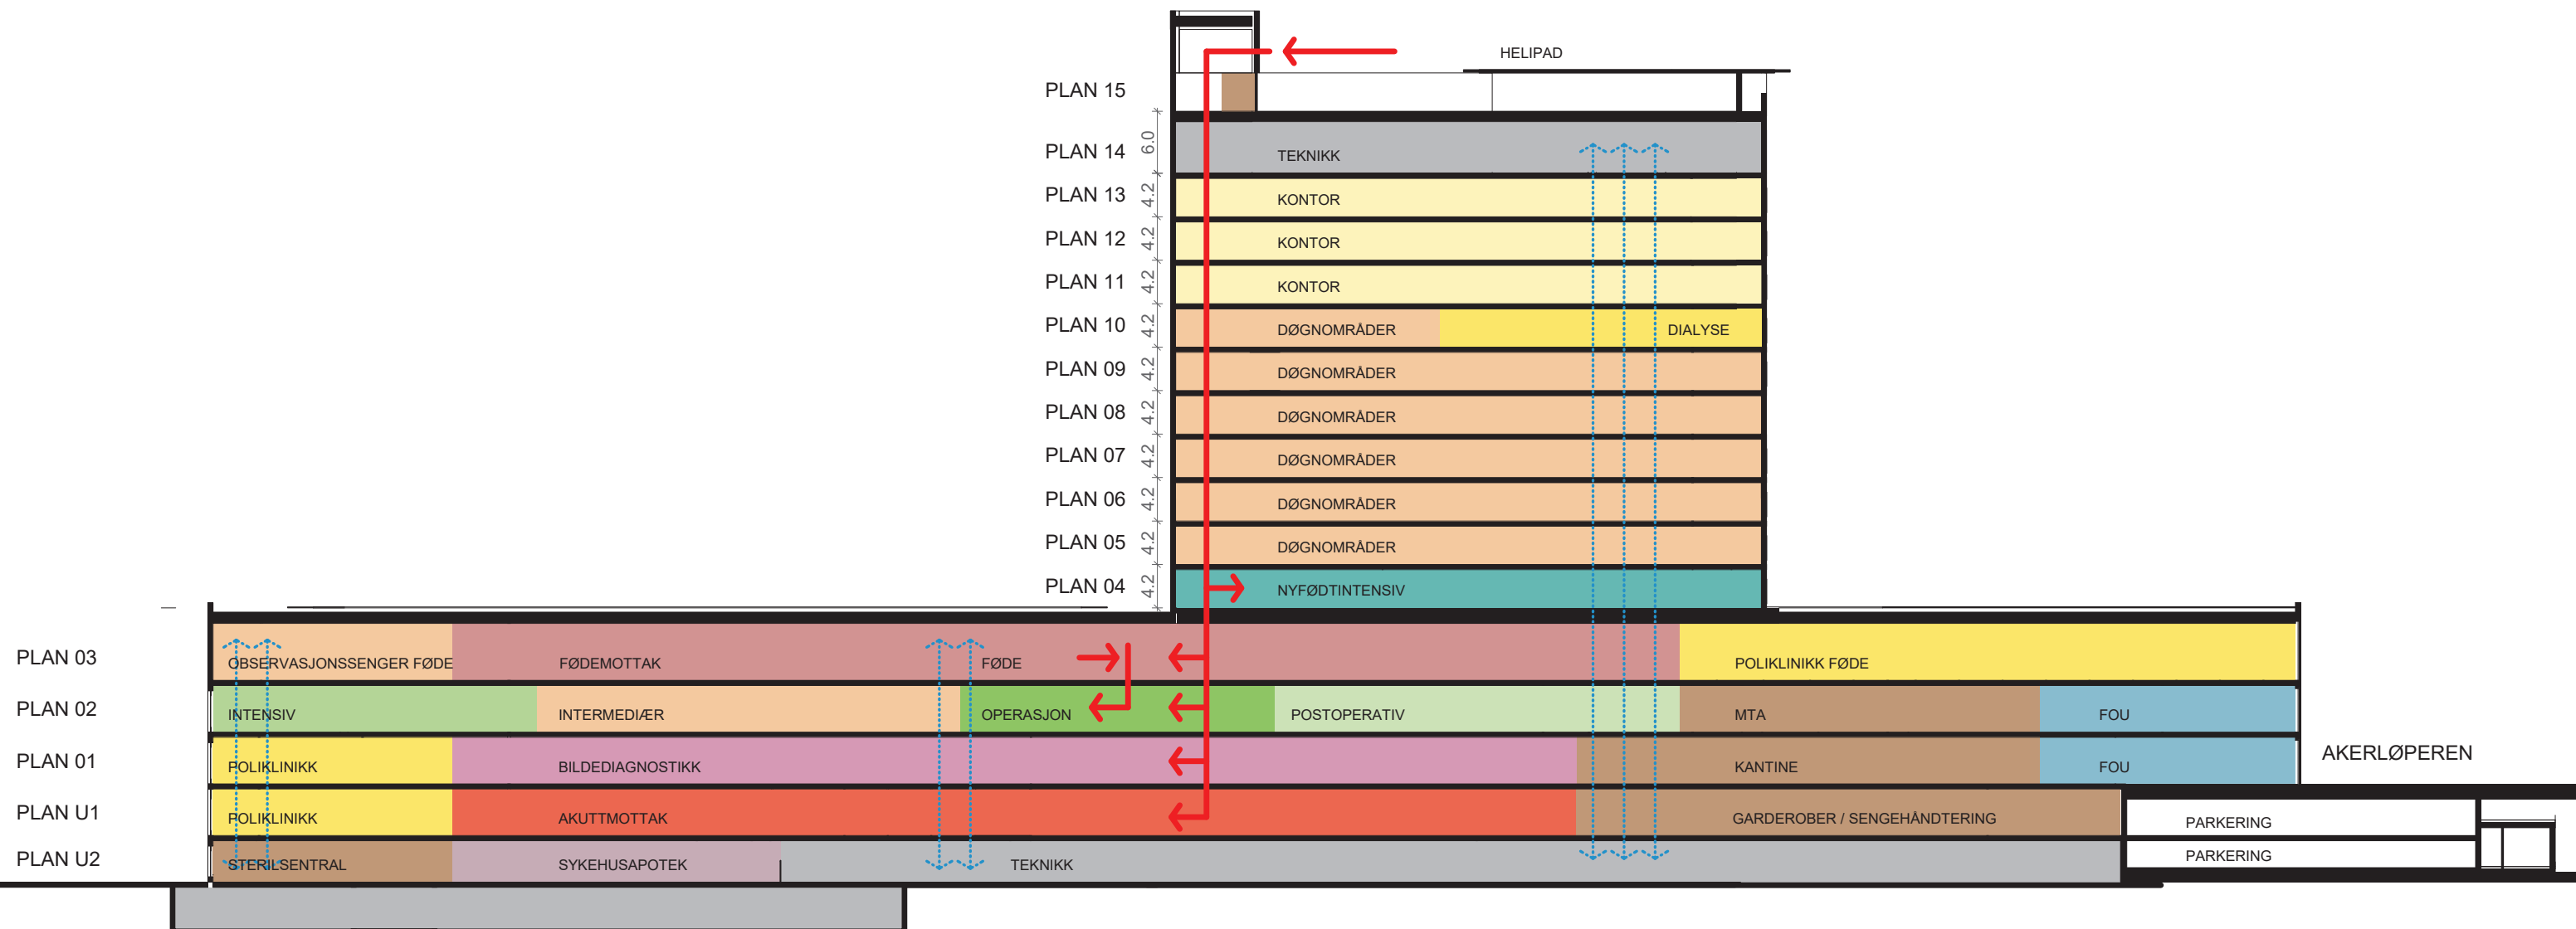 HELIPAD
PLAN 15
PLAN 14 6.0 TEKNIKK
PLAN 13 4.2 KONTOR
PLAN 12 4.2 KONTOR
PLAN 11 4.2 KONTOR
PLAN 10 4.2 DØGNOMRÅDER DIALYSE
PLAN 09 4.2 DØGNOMRÅDER
PLAN 08 4.2 DØGNOMRÅDER
PLAN 07 4.2 DØGNOMRÅDER
PLAN 06 4.2 DØGNOMRÅDER
PLAN 05 4.2 DØGNOMRÅDER
PLAN 04 4.2 NYFØDTINTENSIV
PLAN 03 OBSERVASJONSSENGER FØDE FØDEMOTTAK FØDE POLIKLINIKK FØDE
PLAN 02 INTENSIV INTERMEDIÆR OPERASJON POSTOPERATIV MTA FOU
PLAN 01 POLIKLINIKK BILDEDIAGNOSTIKK KANTINE FOU AKERLØPEREN
PLAN U1 POLIKLINIKK AKUTTMOTTAK GARDEROBER / SENGEHÅNDTERING PARKERING
PLAN U2 STERILSENTRAL SYKEHUSAPOTEK TEKNIKK PARKERING